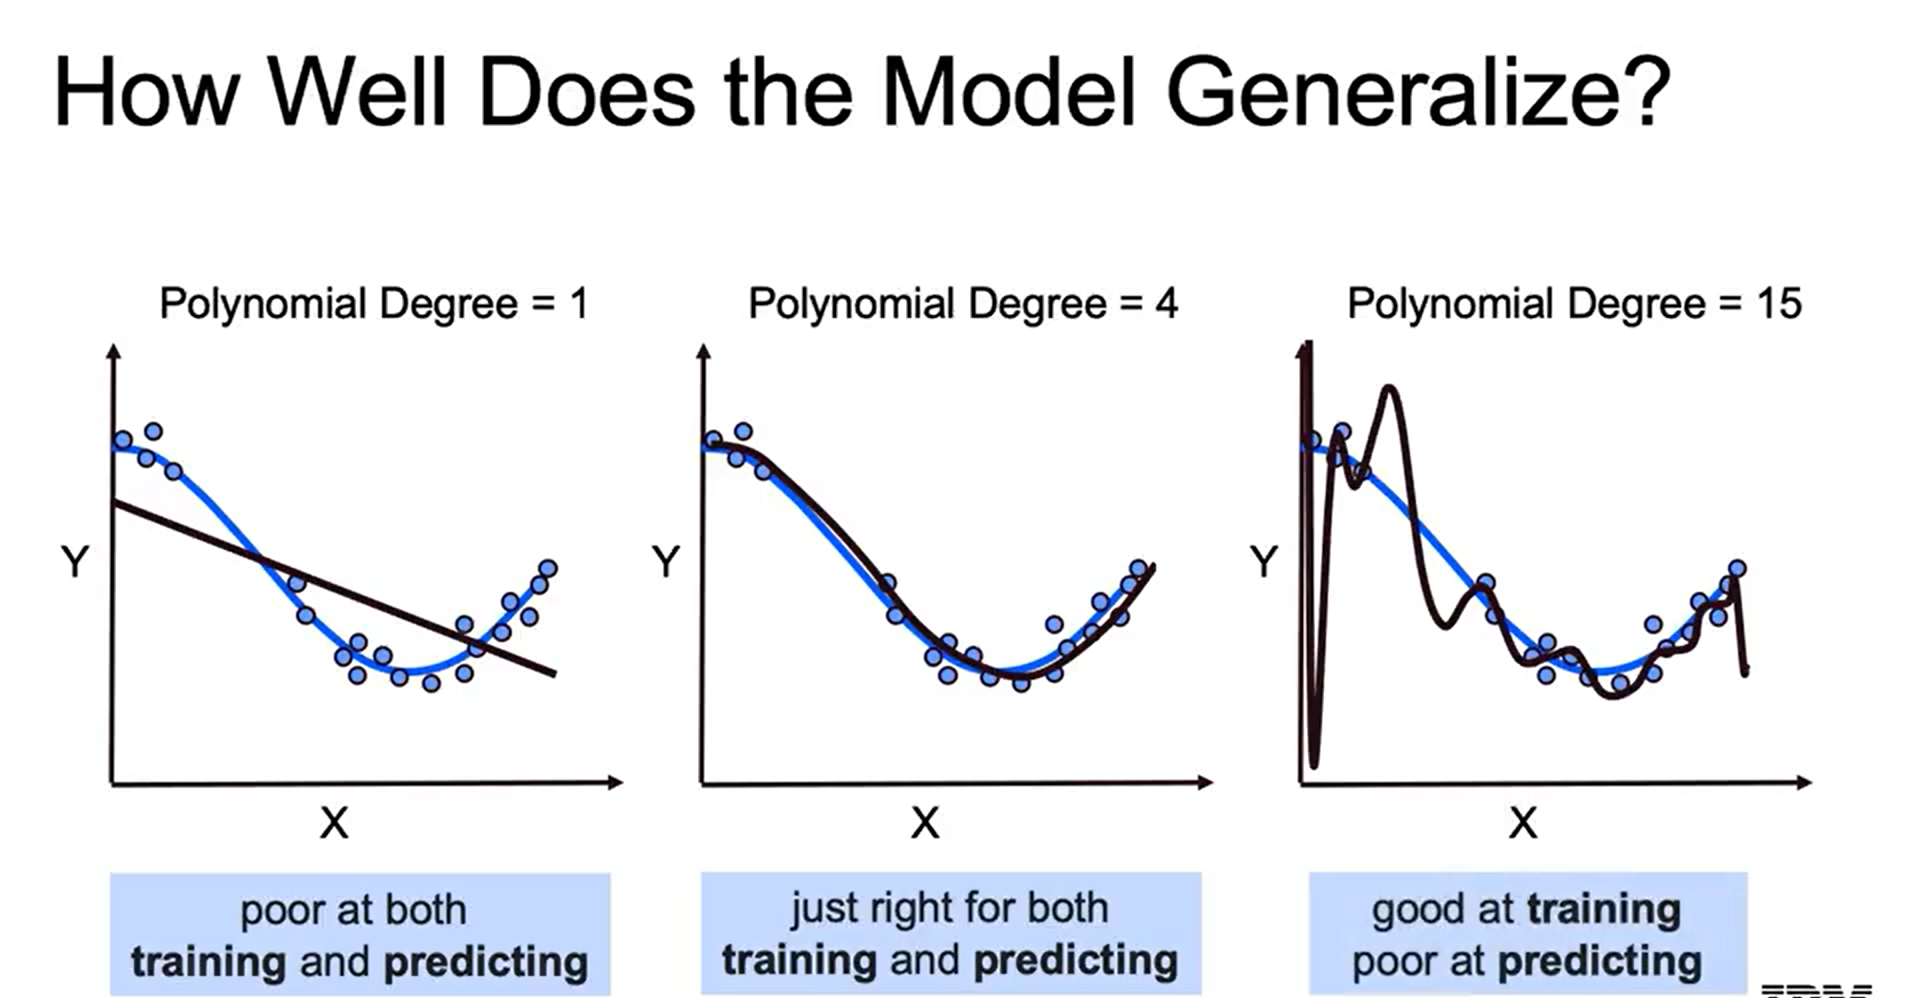 How Well Does the Model Generalize?
Polynomial Degree = 1
Polynomial Degree = 4
Polynomial Degree = 15
Y
X
Y
X
Y
X
poor at both
training and predicting
just right for both
training and predicting
good at training
poor at predicting
IBM